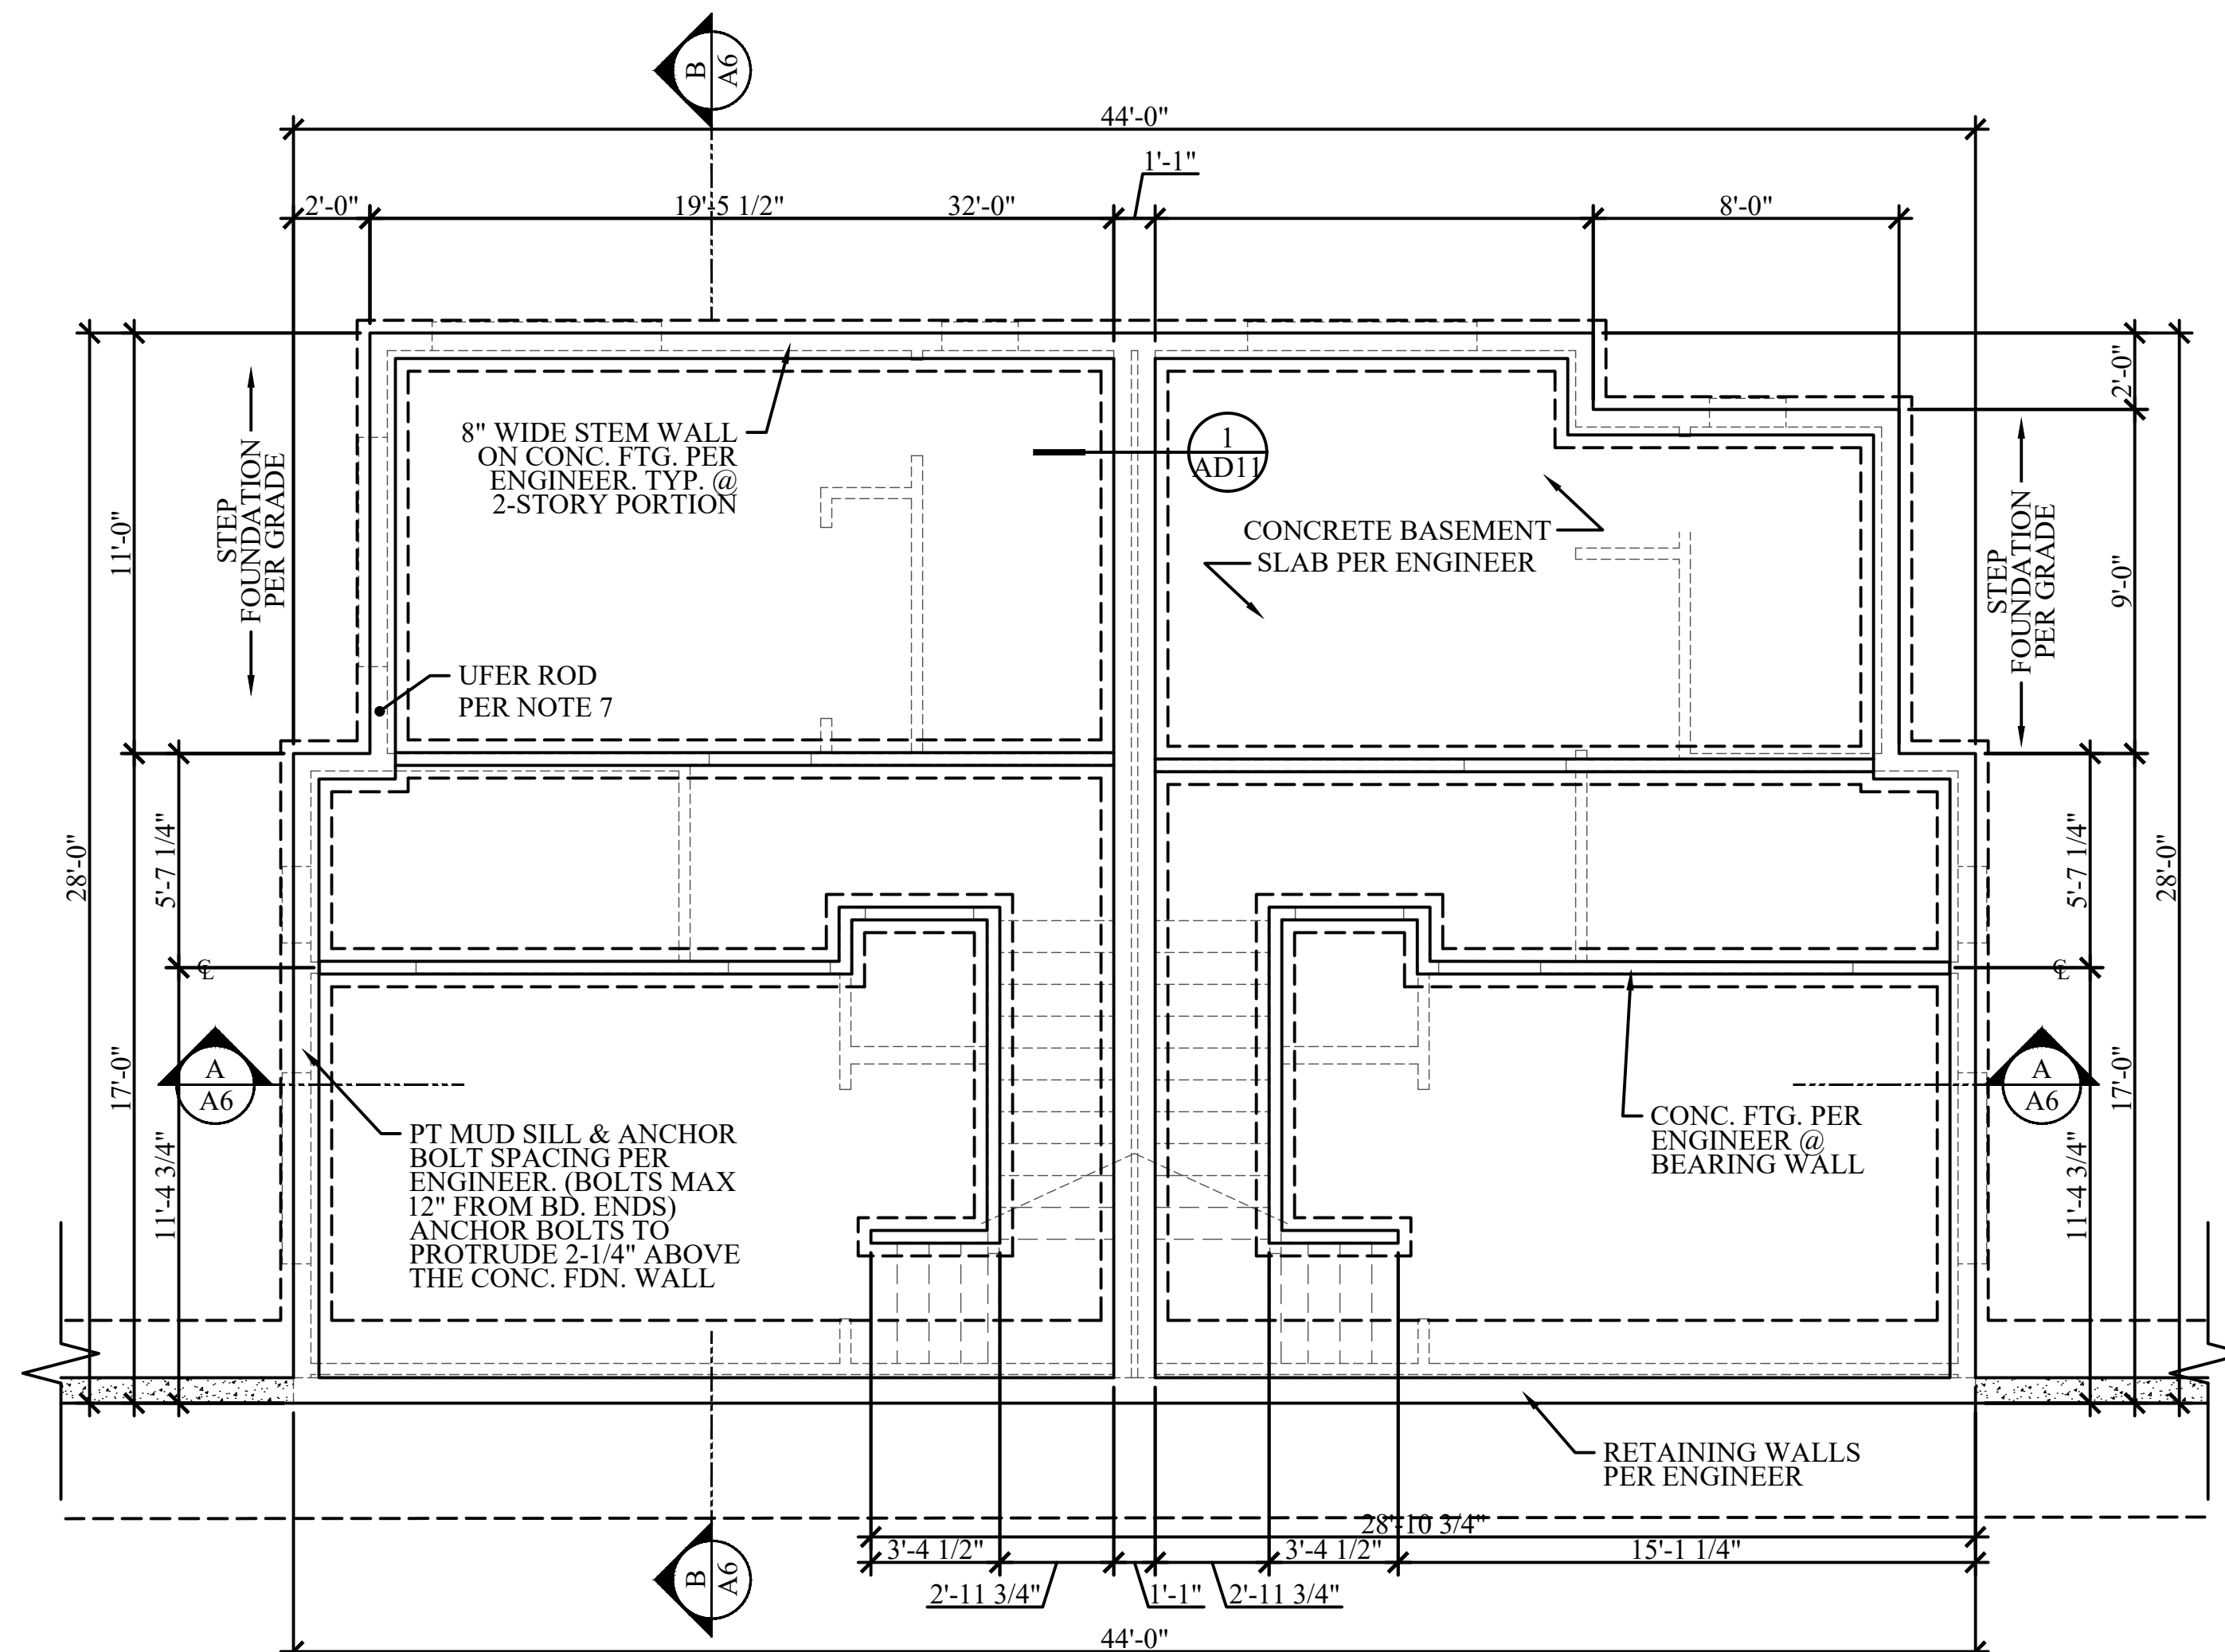 B
A6
44'-0"
1'-1"
2'-0"
19'-5 1/2"
32'-0"
8'-0"
2'-0"
8" WIDE STEM WALL
ON CONC. FTG. PER
ENGINEER. TYP. @
2-STORY PORTION
1
AD11
STEP
FOUNDATION
PER GRADE
STEP
FOUNDATION
PER GRADE
11'-0"
9'-0"
CONCRETE BASEMENT
SLAB PER ENGINEER
UFER ROD
PER NOTE 7
28'-0"
5'-7 1/4"
5'-7 1/4"
28'-0"
℄
℄
17'-0"
A
A6
A
A6
17'-0"
11'-4 3/4"
11'-4 3/4"
PT MUD SILL & ANCHOR
BOLT SPACING PER
ENGINEER. (BOLTS MAX
12" FROM BD. ENDS)
ANCHOR BOLTS TO
PROTRUDE 2-1/4" ABOVE
THE CONC. FDN. WALL
CONC. FTG. PER
ENGINEER @
BEARING WALL
RETAINING WALLS
PER ENGINEER
28'-10 3/4"
3'-4 1/2"
3'-4 1/2"
15'-1 1/4"
B
A6
2'-11 3/4"
1'-1"
2'-11 3/4"
44'-0"